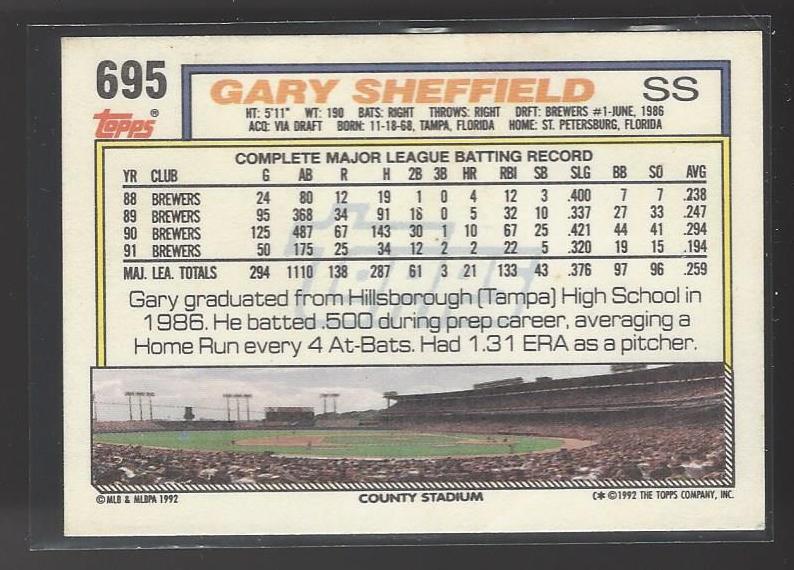 695
GARY SHEFFIELD SS
Topps®
HT: 5'11" WT: 190 BATS: RIGHT THROWS: RIGHT DRFT: BREWERS #1-JUNE, 1986
ACQ: VIA DRAFT BORN: 11-18-68, TAMPA, FLORIDA HOME: ST. PETERSBURG, FLORIDA
COMPLETE MAJOR LEAGUE BATTING RECORD
YR CLUB G AB R H 2B 3B HR RBI SB SLG BB SO AVG
88 BREWERS 24 80 12 19 1 0 4 12 3 .400 7 7 .238
89 BREWERS 95 368 34 91 18 0 5 32 10 .337 27 33 .247
90 BREWERS 125 487 67 143 30 1 10 67 25 .421 44 41 .294
91 BREWERS 50 175 25 34 12 2 2 22 5 .320 19 15 .194
MAJ. LEA. TOTALS 294 1110 138 287 61 3 21 133 43 .376 97 96 .259
Gary graduated from Hillsborough (Tampa) High School in
1986. He batted .500 during prep career, averaging a
Home Run every 4 At-Bats. Had 1.31 ERA as a pitcher.
©MLB & MLBPA 1992 COUNTY STADIUM C* ©1992 THE TOPPS COMPANY, INC.